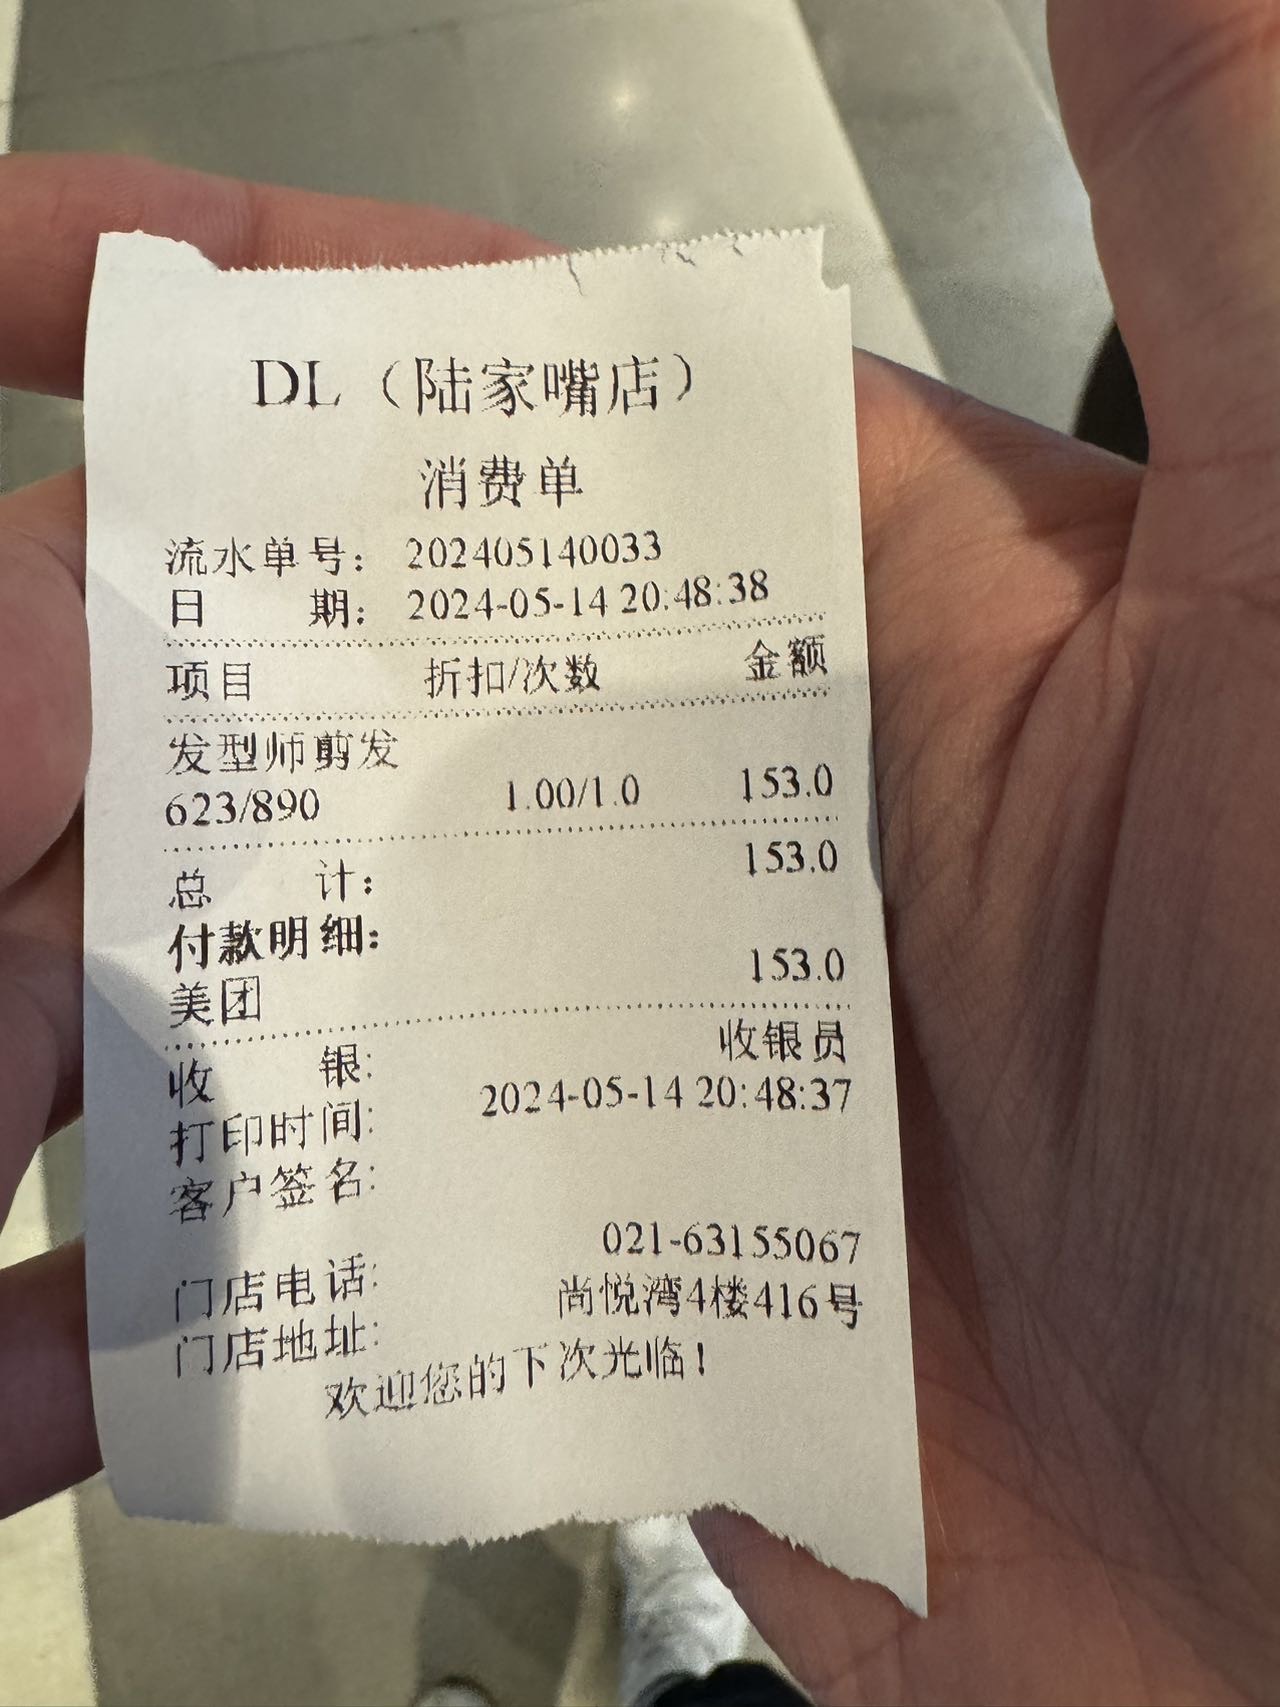 DL（陆家嘴店）
消费单
流水单号： 202405140033
日 期： 2024-05-14 20:48:38
项目 折扣/次数 金额
发型师剪发
623/890 1.00/1.0 153.0
总 计： 153.0
付款明细：
美团 153.0
收 银: 收银员
打印时间: 2024-05-14 20:48:37
客户签名:
门店电话: 021-63155067
门店地址: 尚悦湾4楼416号
欢迎您的下次光临！